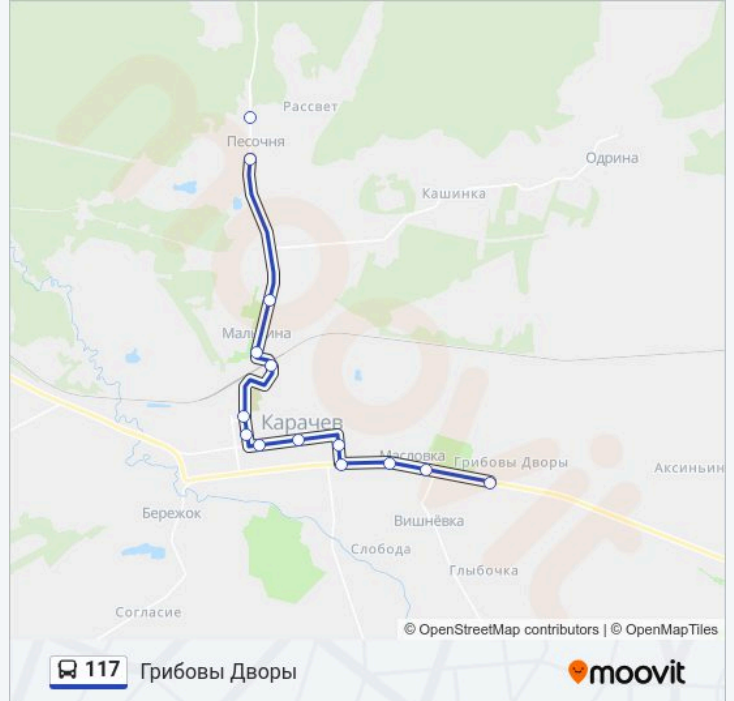 Рассвет
Песочня
Одрина
Кашинка
Карачев
Масловка
Грибовы Дворы
Аксиньин
Бережок
Вишнёвка
Слобода
Глыбочка
Согласие
© OpenStreetMap contributors | © OpenMapTiles
117 Грибовы Дворы
moovit